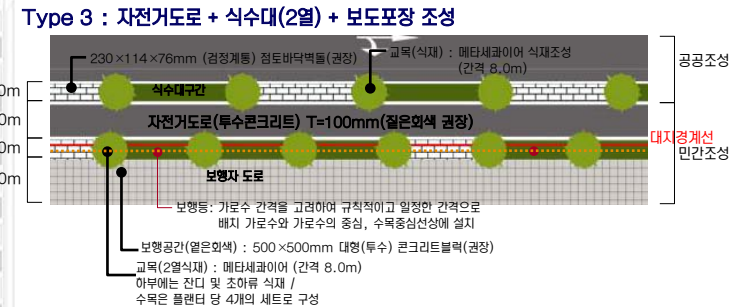 Type 3 : 자전거도로 + 식수대(2열) + 보도포장 조성
230×114×76mm (검정계통) 점토바닥벽돌(권장)
교목(식재) : 메타세콰이어 식재조성
(간격 8.0m)
공공조성
0m
식수대구간
0m
자전거도로(투수콘크리트) T=100mm(짙은회색 권장)
대지경계선
0m
민간조성
보행자 도로
0m
보행등: 가로수 간격을 고려하여 규칙적이고 일정한 간격으로
배치 가로수와 가로수의 중심, 수목중심선상에 설치
보행공간(옅은회색) : 500×500mm 대형(투수) 콘크리트블럭(권장)
교목(2열식재) : 메타세콰이어 (간격 8.0m)
하부에는 잔디 및 초하류 식재 /
수목은 플랜터 당 4개의 세트로 구성